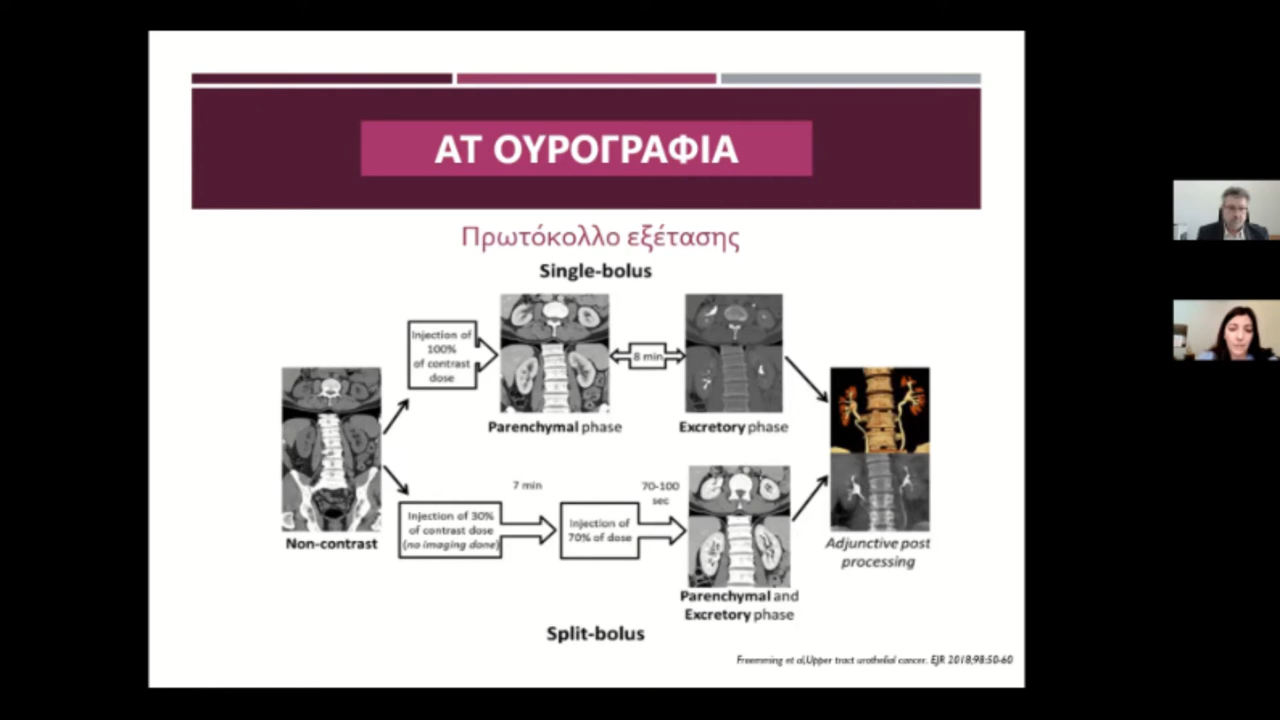 ΑΤ ΟΥΡΟΓΡΑΦΙΑ
Πρωτόκολλο εξέτασης
Single-bolus
Injection of
100%
of contrast
dose
8 min
Parenchymal phase
Excretory phase
Non-contrast
7 min
70-100
sec
Injection of 30%
of contrast dose
(no imaging done)
Injection of
70% of dose
Adjunctive post
processing
Parenchymal and
Excretory phase
Split-bolus
Freemming et al,Upper tract urothelial cancer. EJR 2018;98:50-60